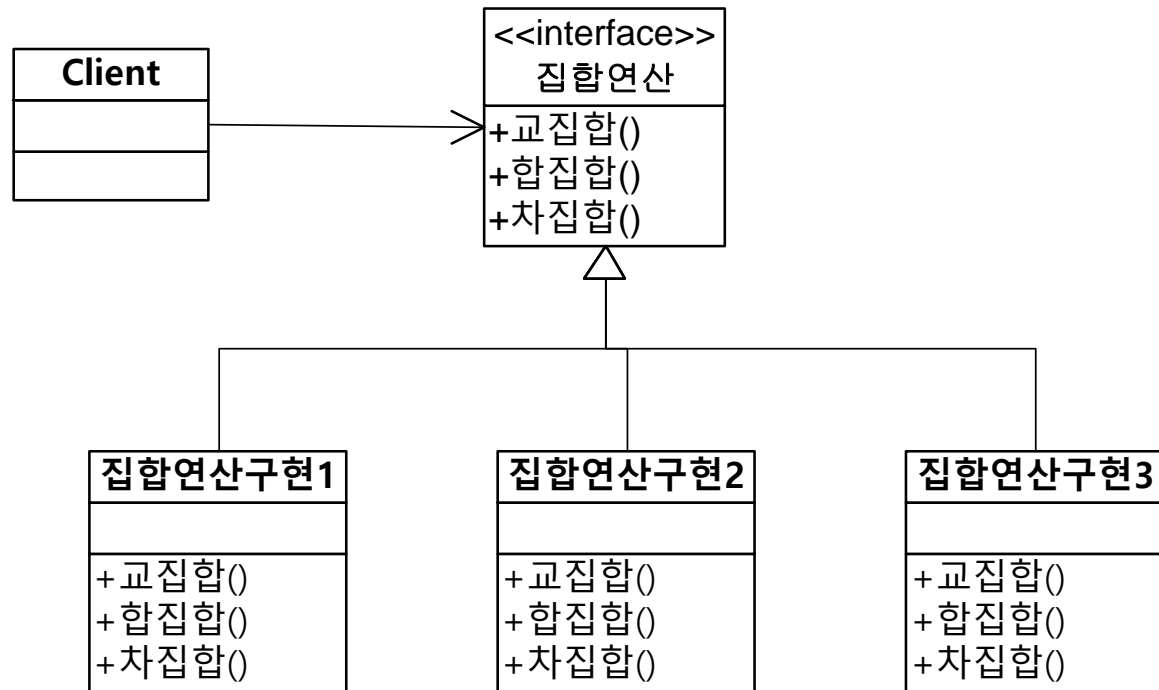 Client
<<interface>>
집합연산
+교집합()
+합집합()
+차집합()
집합연산구현1
+교집합()
+합집합()
+차집합()
집합연산구현2
+교집합()
+합집합()
+차집합()
집합연산구현3
+교집합()
+합집합()
+차집합()